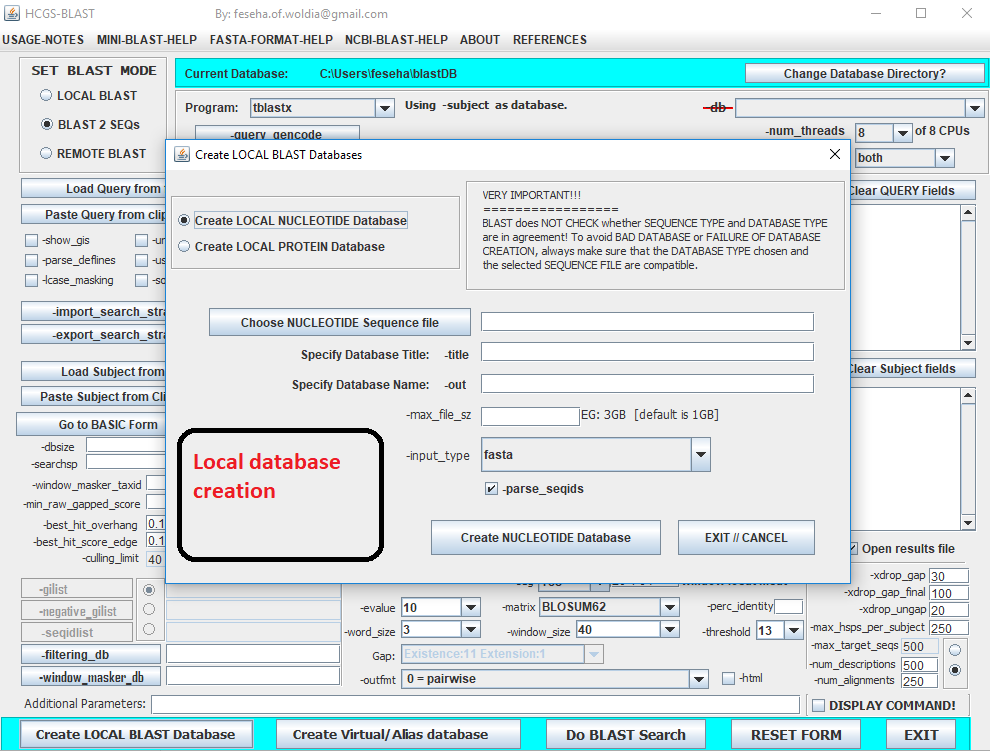 HCGS-BLAST By: feseha.of.woldia@gmail.com
USAGE-NOTES MINI-BLAST-HELP FASTA-FORMAT-HELP NCBI-BLAST-HELP ABOUT REFERENCES
SET BLAST MODE
LOCAL BLAST
BLAST 2 SEQs
REMOTE BLAST
Current Database: C:\Users\feseha\blastDB Change Database Directory?
Program: tblastx Using -subject as database. -db-
-query_gencode -num_threads 8 of 8 CPUs
both
Create LOCAL BLAST Databases
Create LOCAL NUCLEOTIDE Database
Create LOCAL PROTEIN Database
VERY IMPORTANT!!!
=================
BLAST does NOT CHECK whether SEQUENCE TYPE and DATABASE TYPE
are in agreement! To avoid BAD DATABASE or FAILURE OF DATABASE
CREATION, always make sure that the DATABASE TYPE chosen and
the selected SEQUENCE FILE are compatible.
Choose NUCLEOTIDE Sequence file
Specify Database Title: -title
Specify Database Name: -out
-max_file_sz EG: 3GB [default is 1GB]
-input_type fasta
-parse_seqids
Create NUCLEOTIDE Database EXIT // CANCEL
Local database
creation
Load Query from
Paste Query from clip
-show_gis
-parse_deflines
-lcase_masking
-import_search_stra
-export_search_stra
Load Subject from
Paste Subject from Cli
Go to BASIC Form
-dbsize
-searchsp
-window_masker_taxid
-min_raw_gapped_score
-best_hit_overhang 0.1
-best_hit_score_edge 0.1
-culling_limit 40
Clear QUERY Fields
Clear Subject fields
Open results file
-gilist
-negative_gilist
-seqidlist
-filtering_db
-window_masker_db
-evalue 10 -matrix BLOSUM62 -perc_identity
-word_size 3 -window_size 40 -threshold 13
Gap: Existence:11 Extension:1
-outfmt 0 = pairwise -html
-xdrop_gap 30
-xdrop_gap_final 100
-xdrop_ungap 20
-max_hsps_per_subject 250
-max_target_seqs 500
-num_descriptions 500
-num_alignments 250
Additional Parameters: DISPLAY COMMAND!
Create LOCAL BLAST Database Create Virtual/Alias database Do BLAST Search RESET FORM EXIT